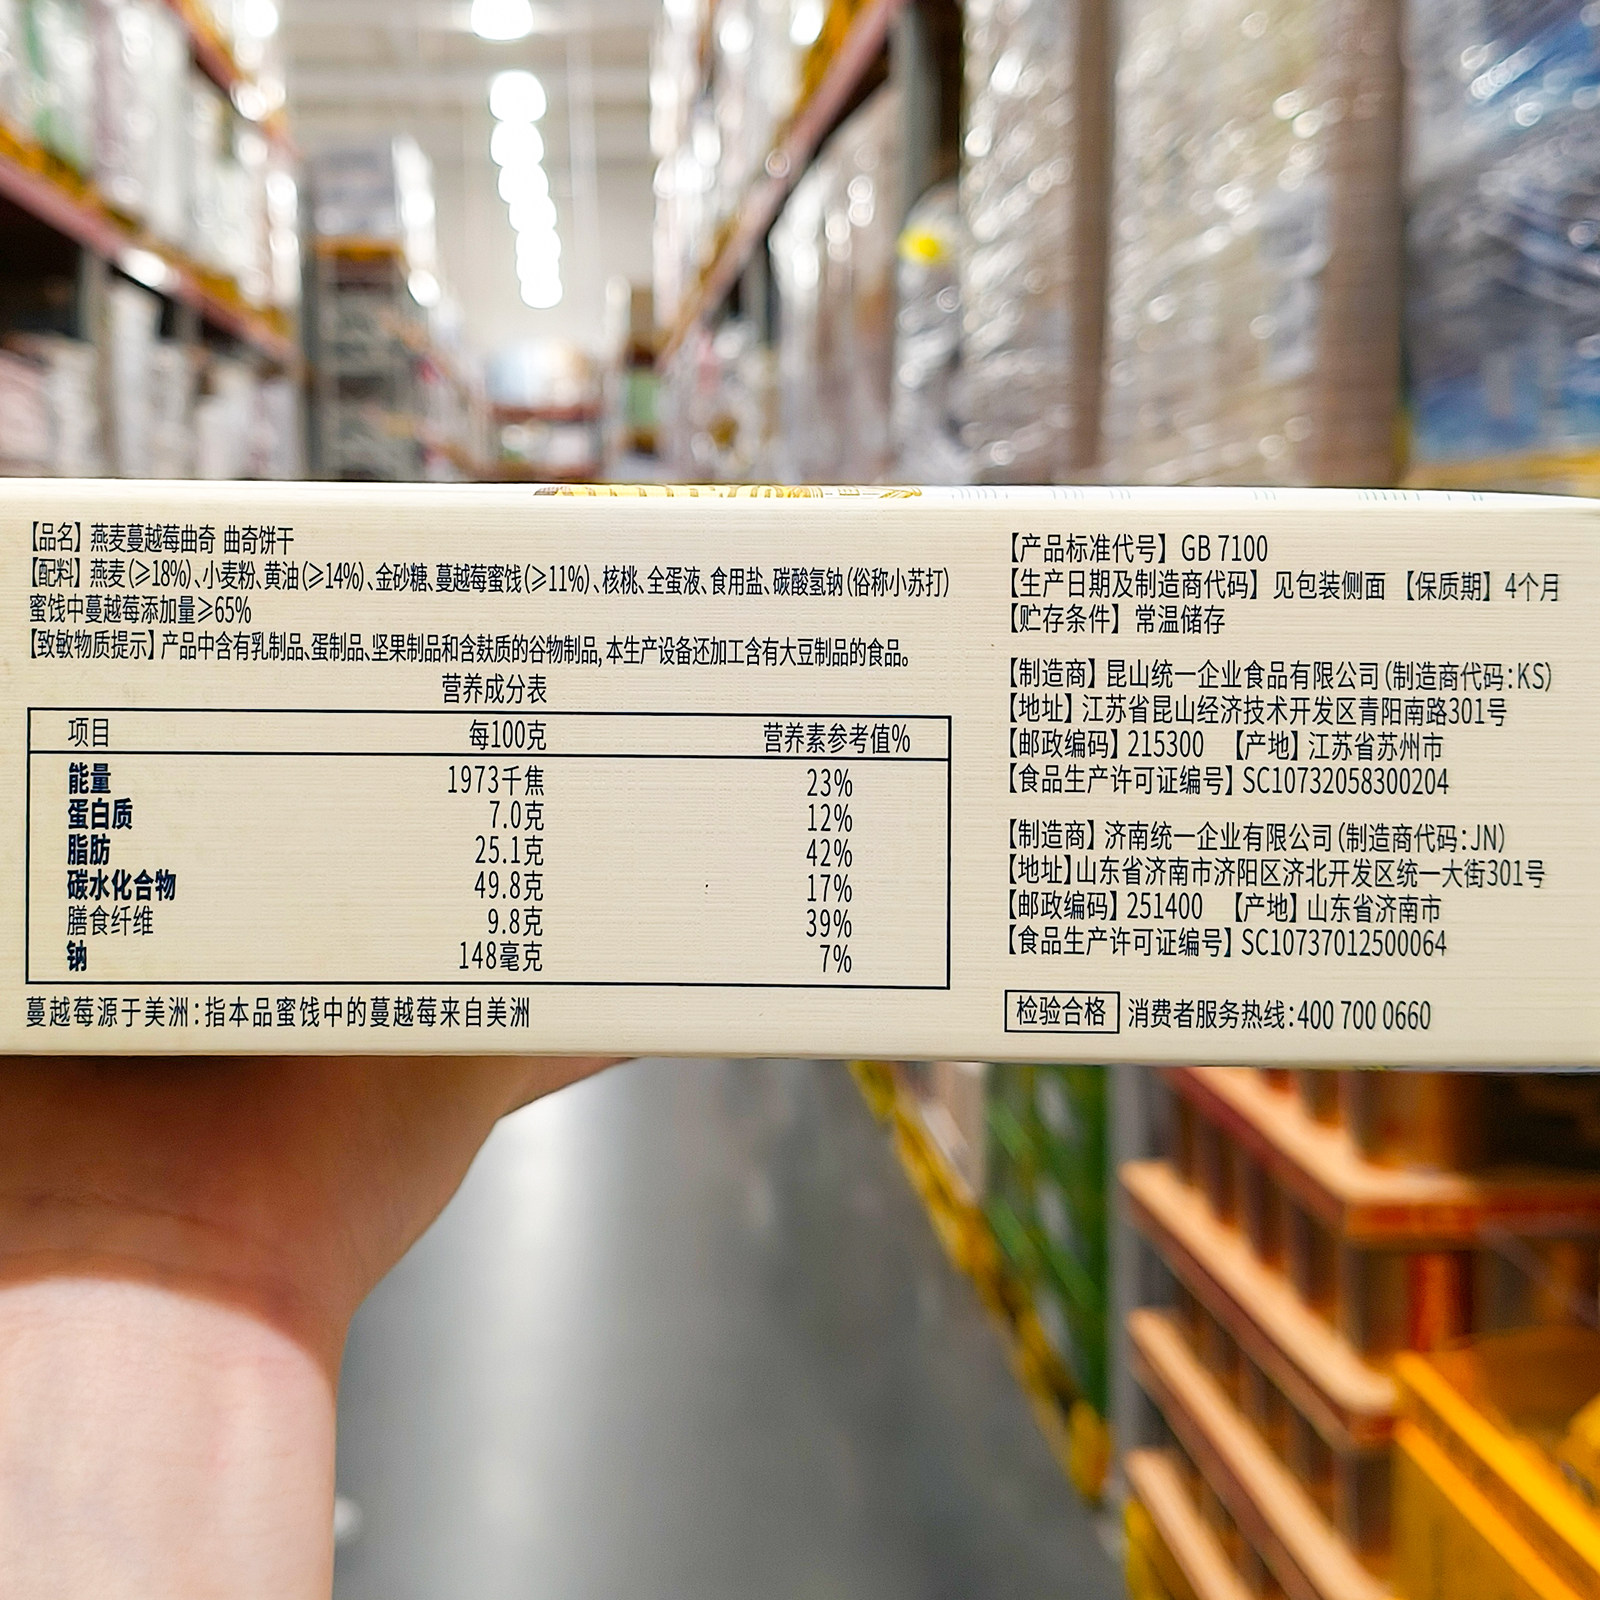 【品名】燕麦蔓越莓曲奇 曲奇饼干
【配料】燕麦(≥18%)、小麦粉、黄油(≥14%)、金砂糖、蔓越莓蜜饯(≥11%)、核桃、全蛋液、食用盐、碳酸氢钠(俗称小苏打)
蜜饯中蔓越莓添加量≥65%
【致敏物质提示】产品中含有乳制品、蛋制品、坚果制品和含麸质的谷物制品,本生产设备还加工含有大豆制品的食品。
营养成分表
项目 每100克 营养素参考值%
能量 1973千焦 23%
蛋白质 7.0克 12%
脂肪 25.1克 42%
碳水化合物 49.8克 17%
膳食纤维 9.8克 39%
钠 148毫克 7%
蔓越莓源于美洲:指本品蜜饯中的蔓越莓来自美洲
【产品标准代号】GB 7100
【生产日期及制造商代码】见包装侧面 【保质期】4个月
【贮存条件】常温储存
【制造商】昆山统一企业食品有限公司(制造商代码:KS)
【地址】江苏省昆山经济技术开发区青阳南路301号
【邮政编码】215300 【产地】江苏省苏州市
【食品生产许可证编号】SC10732058300204
【制造商】济南统一企业有限公司(制造商代码:JN)
【地址】山东省济南市济阳区济北开发区统一大街301号
【邮政编码】251400 【产地】山东省济南市
【食品生产许可证编号】SC10737012500064
检验合格 消费者服务热线:400 700 0660